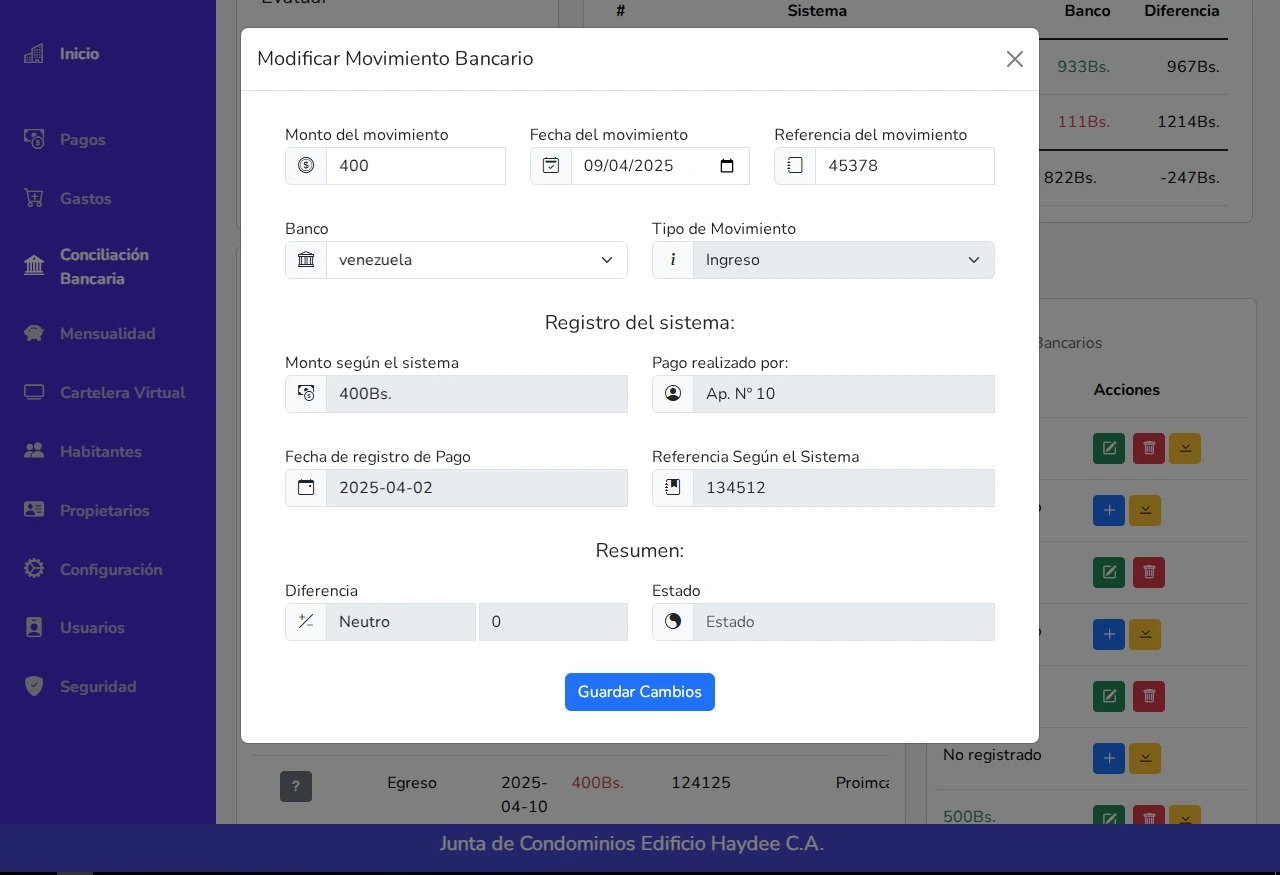 Inicio
Pagos
Gastos
Conciliación
Bancaria
Mensualidad
Cartelera Virtual
Habitantes
Propietarios
Configuración
Usuarios
Seguridad
# Sistema Banco Diferencia
933Bs. 967Bs.
111Bs. 1214Bs.
822Bs. -247Bs.
Modificar Movimiento Bancario
Monto del movimiento Fecha del movimiento Referencia del movimiento
400 09/04/2025 45378
Banco Tipo de Movimiento
venezuela Ingreso
Registro del sistema:
Monto según el sistema Pago realizado por:
400Bs. Ap. Nº 10
Fecha de registro de Pago Referencia Según el Sistema
2025-04-02 134512
Resumen:
Diferencia Estado
Neutro 0 Estado
Guardar Cambios
Bancarios
Acciones
No registrado
500Bs.
? Egreso 2025-
04-10 400Bs. 124125 Proimca
Junta de Condominios Edificio Haydee C.A.